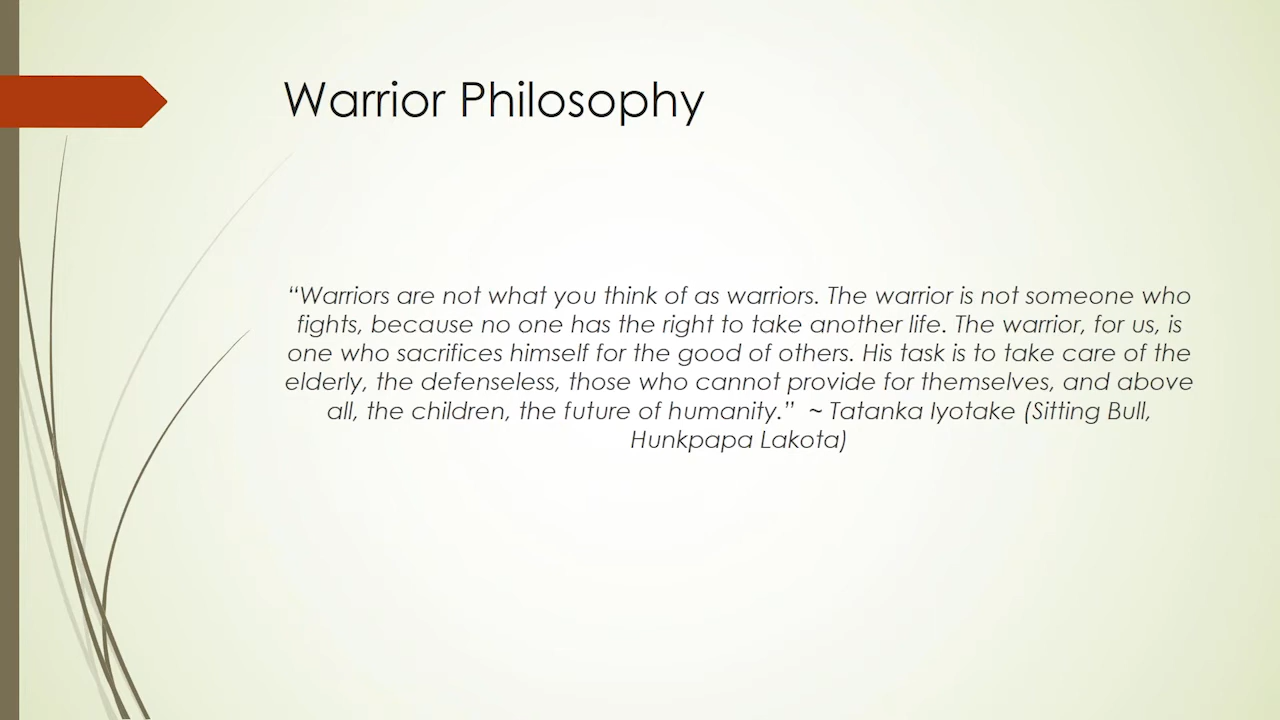 Warrior Philosophy
“Warriors are not what you think of as warriors. The warrior is not someone who
fights, because no one has the right to take another life. The warrior, for us, is
one who sacrifices himself for the good of others. His task is to take care of the
elderly, the defenseless, those who cannot provide for themselves, and above
all, the children, the future of humanity.”  ~ Tatanka Iyotake (Sitting Bull,
Hunkpapa Lakota)